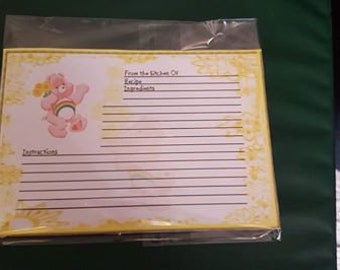 From the Kitchen Of
Recipe
Ingredients
Instructions